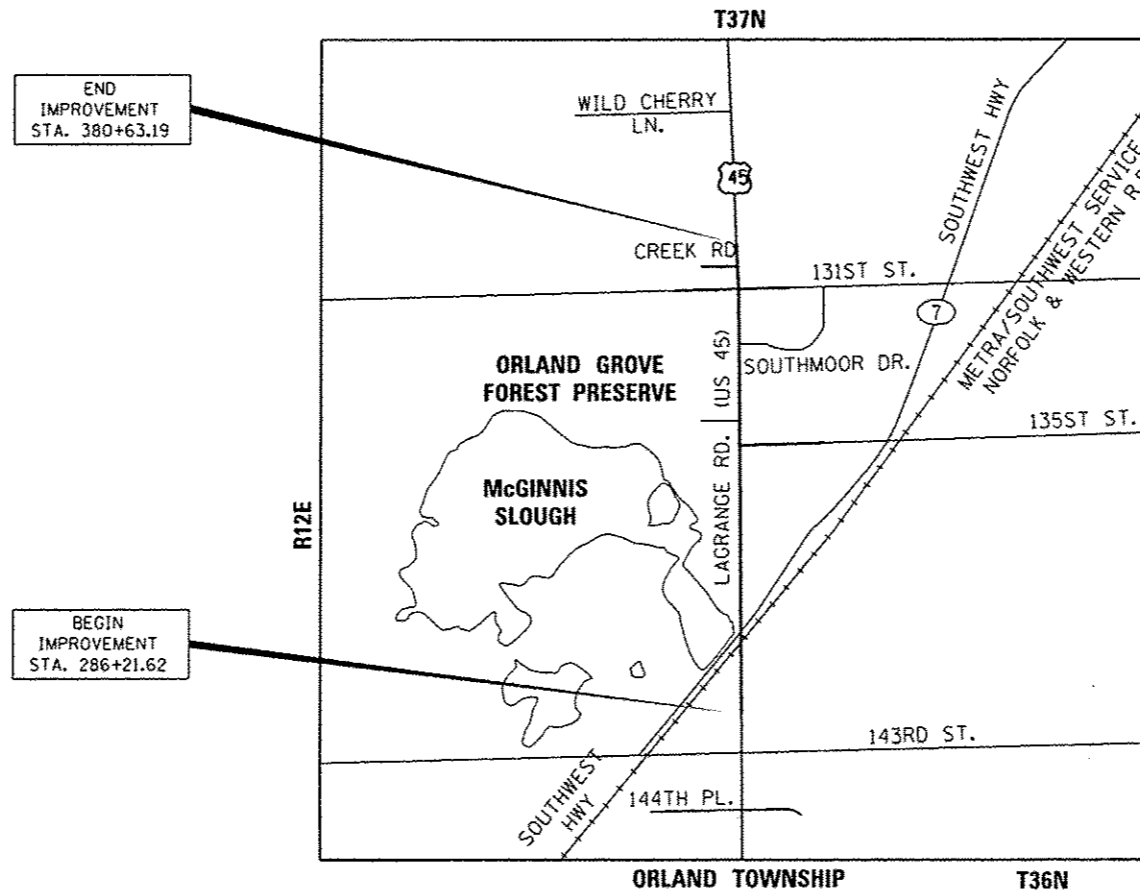 T37N
END
IMPROVEMENT
STA. 380+63.19
WILD CHERRY
LN.
45
SOUTHWEST HWY
METRA/SOUTHWEST SERVICE
NORFOLK & WESTERN R.R.
CREEK RD
131ST ST.
7
(US 45)
SOUTHMOOR DR.
ORLAND GROVE
FOREST PRESERVE
135ST ST.
McGINNIS
SLOUGH
LAGRANGE RD.
R12E
BEGIN
IMPROVEMENT
STA. 286+21.62
143RD ST.
SOUTHWEST
HWY
144TH PL.
ORLAND TOWNSHIP
T36N